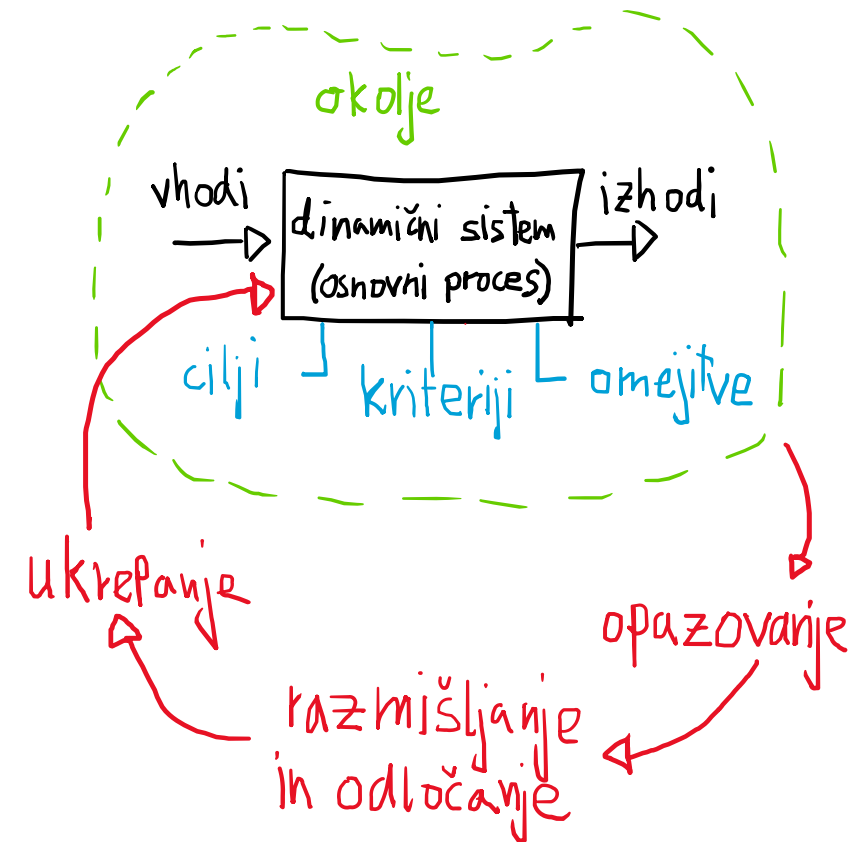 okolje
vhodi
izhodi
dinamični sistem
(osnovni proces)
cilji
kriteriji
omejitve
ukrepanje
opazovanje
razmišljanje
in odločanje